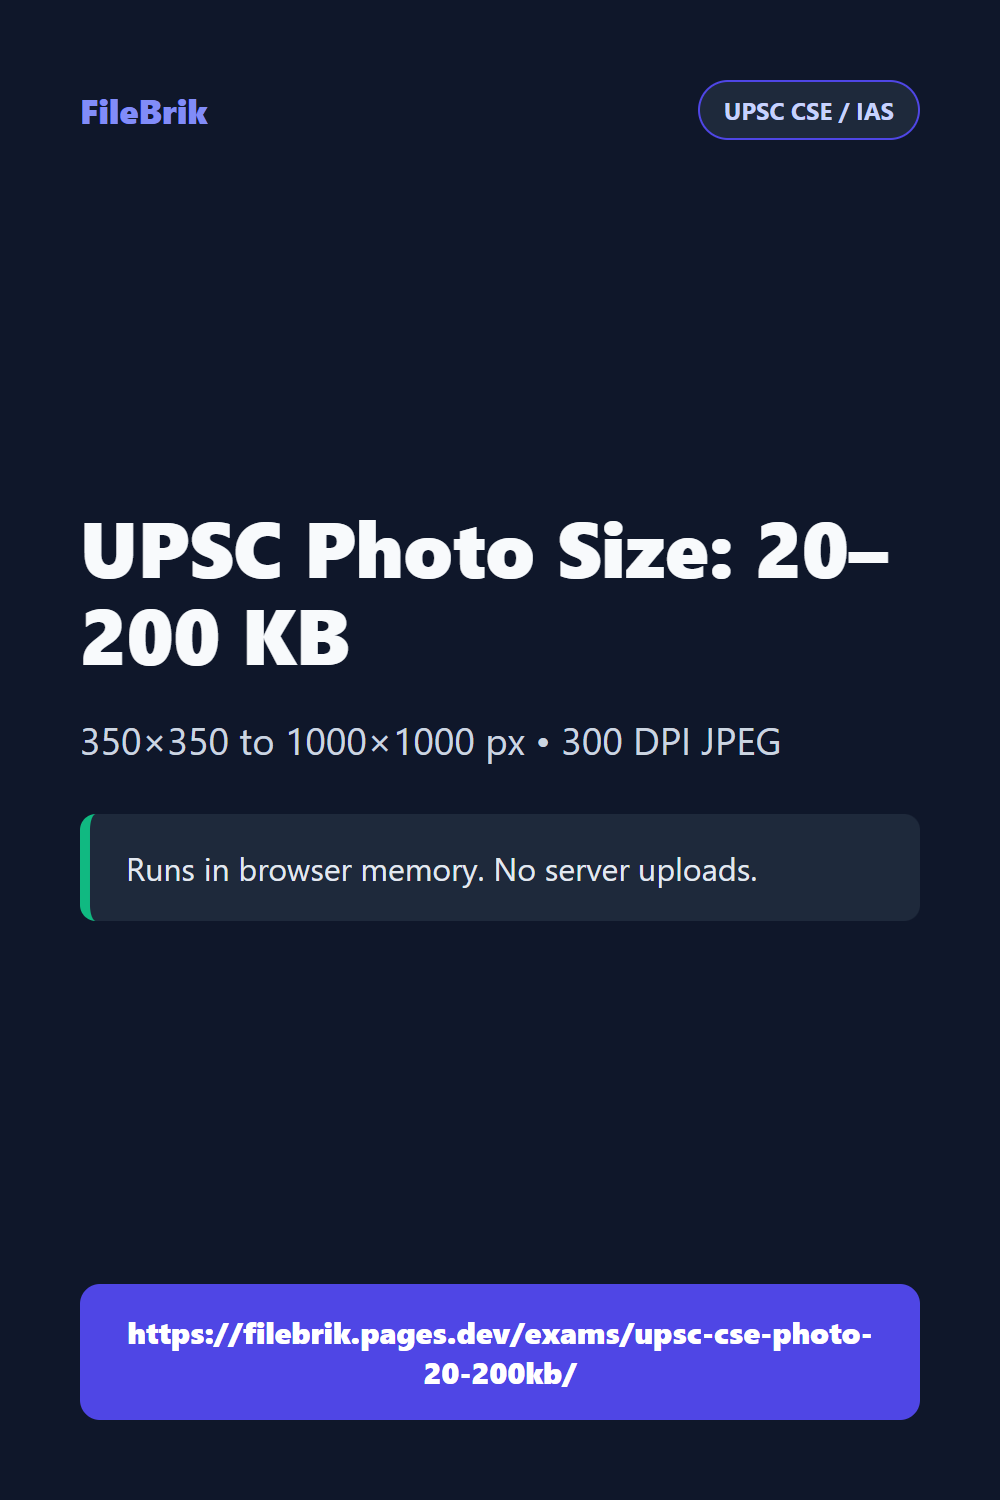 FileBrik
UPSC CSE / IAS
UPSC Photo Size: 20–
200 KB
350×350 to 1000×1000 px • 300 DPI JPEG
Runs in browser memory. No server uploads.
https://filebrik.pages.dev/exams/upsc-cse-photo-
20-200kb/